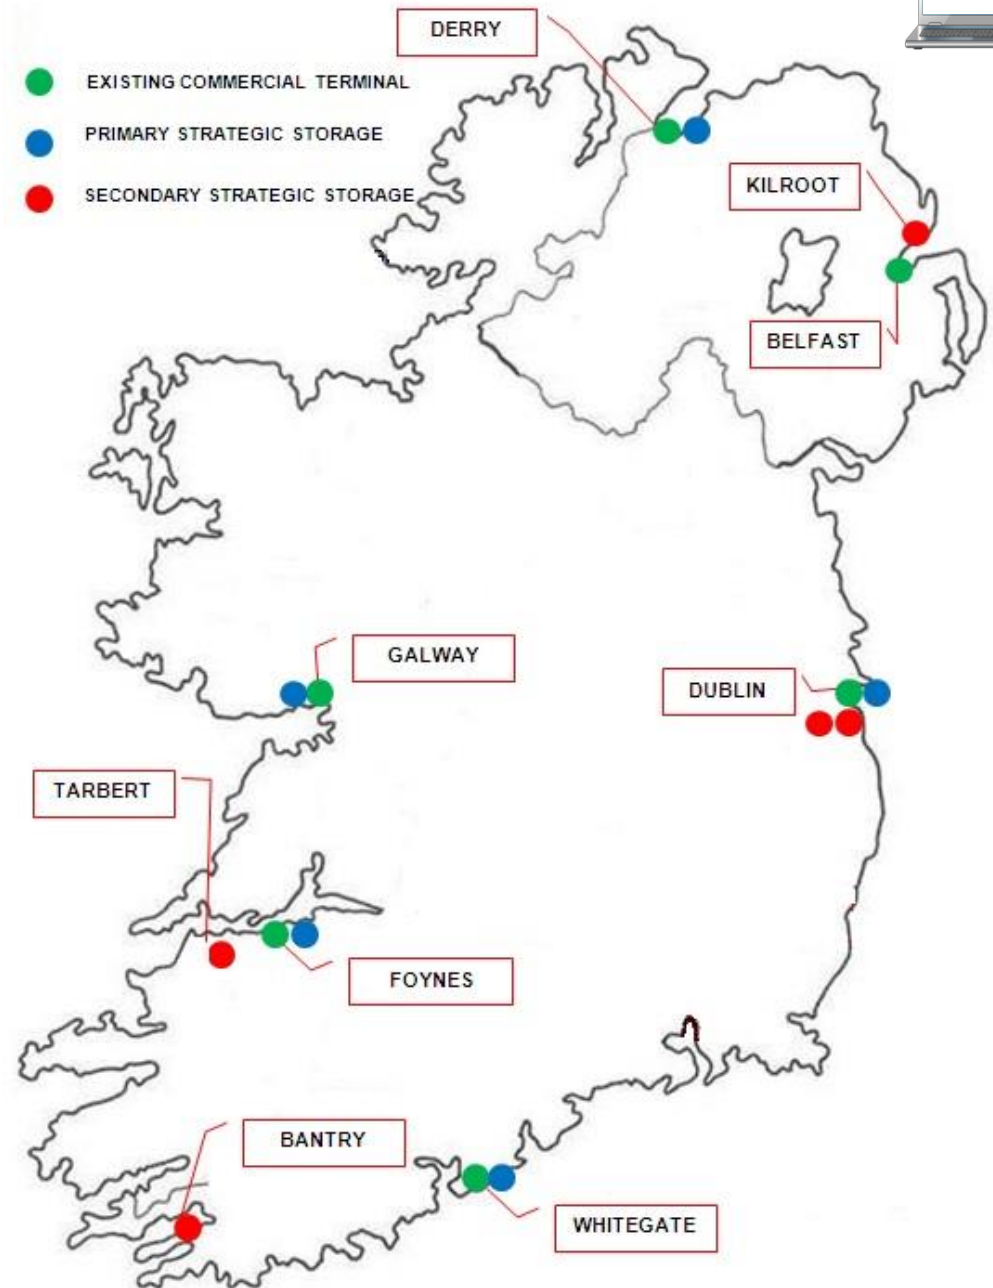 DERRY
EXISTING COMMERCIAL TERMINAL
PRIMARY STRATEGIC STORAGE
KILROOT
SECONDARY STRATEGIC STORAGE
BELFAST
GALWAY
DUBLIN
TARBERT
FOYNES
BANTRY
WHITEGATE